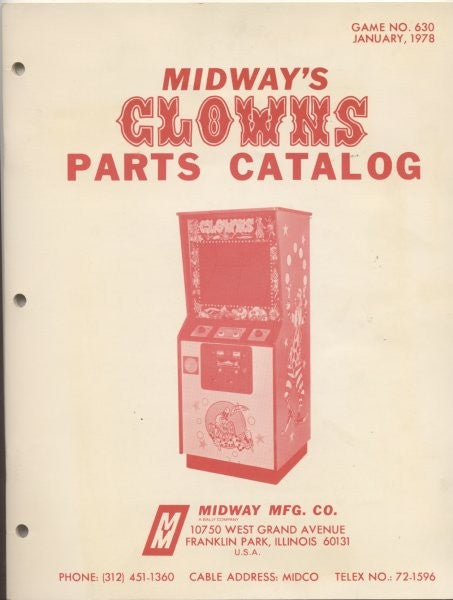 GAME NO. 630
JANUARY, 1978
MIDWAY'S
CLOWNS
PARTS CATALOG
CLOWNS
MIDWAY MFG. CO.
A BALLY COMPANY
10750 WEST GRAND AVENUE
FRANKLIN PARK, ILLINOIS 60131
U.S.A.
PHONE: (312) 451-1360 CABLE ADDRESS: MIDCO TELEX NO.: 72-1596